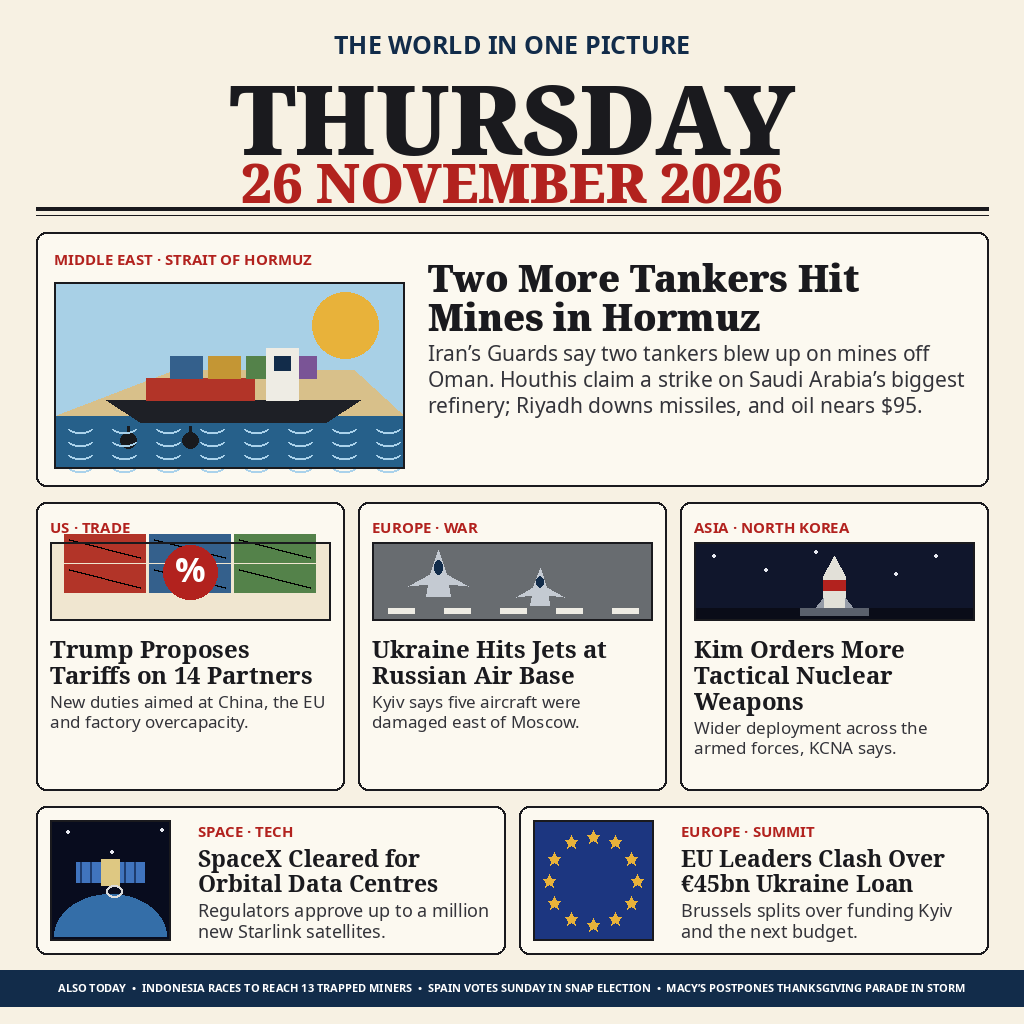 THE WORLD IN ONE PICTURE
THURSDAY
26 NOVEMBER 2026
MIDDLE EAST · STRAIT OF HORMUZ
Two More Tankers Hit
Mines in Hormuz
Iran’s Guards say two tankers blew up on mines off
Oman. Houthis claim a strike on Saudi Arabia’s biggest
refinery; Riyadh downs missiles, and oil nears $95.
US · TRADE
%
Trump Proposes
Tariffs on 14 Partners
New duties aimed at China, the EU
and factory overcapacity.
EUROPE · WAR
Ukraine Hits Jets at
Russian Air Base
Kyiv says five aircraft were
damaged east of Moscow.
ASIA · NORTH KOREA
Kim Orders More
Tactical Nuclear
Weapons
Wider deployment across the
armed forces, KCNA says.
SPACE · TECH
SpaceX Cleared for
Orbital Data Centres
Regulators approve up to a million
new Starlink satellites.
EUROPE · SUMMIT
EU Leaders Clash Over
€45bn Ukraine Loan
Brussels splits over funding Kyiv
and the next budget.
ALSO TODAY • INDONESIA RACES TO REACH 13 TRAPPED MINERS • SPAIN VOTES SUNDAY IN SNAP ELECTION • MACY’S POSTPONES THANKSGIVING PARADE IN STORM